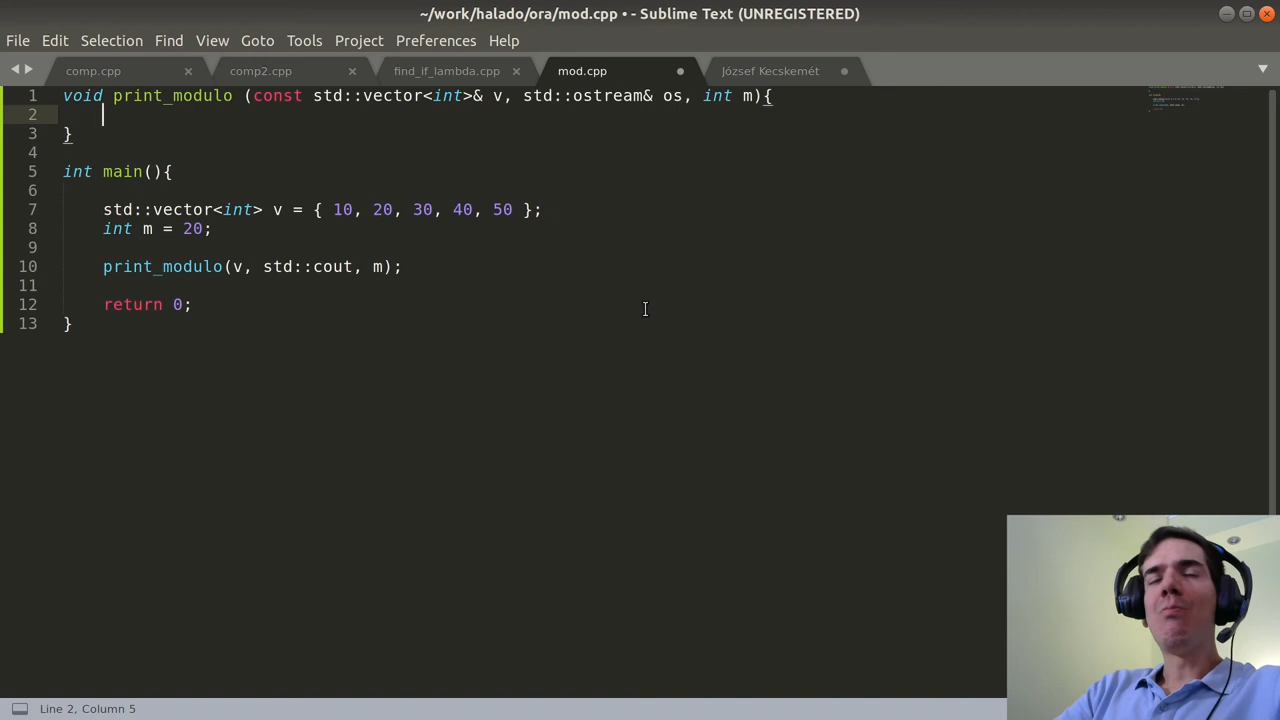 ~/work/halado/ora/mod.cpp • - Sublime Text (UNREGISTERED)
File Edit Selection Find View Goto Tools Project Preferences Help
comp.cpp comp2.cpp find_if_lambda.cpp mod.cpp József Kecskemét
1 void print_modulo (const std::vector<int>& v, std::ostream& os, int m){
2
3 }
4
5 int main(){
6
7 std::vector<int> v = { 10, 20, 30, 40, 50 };
8 int m = 20;
9
10 print_modulo(v, std::cout, m);
11
12 return 0;
13 }
Line 2, Column 5